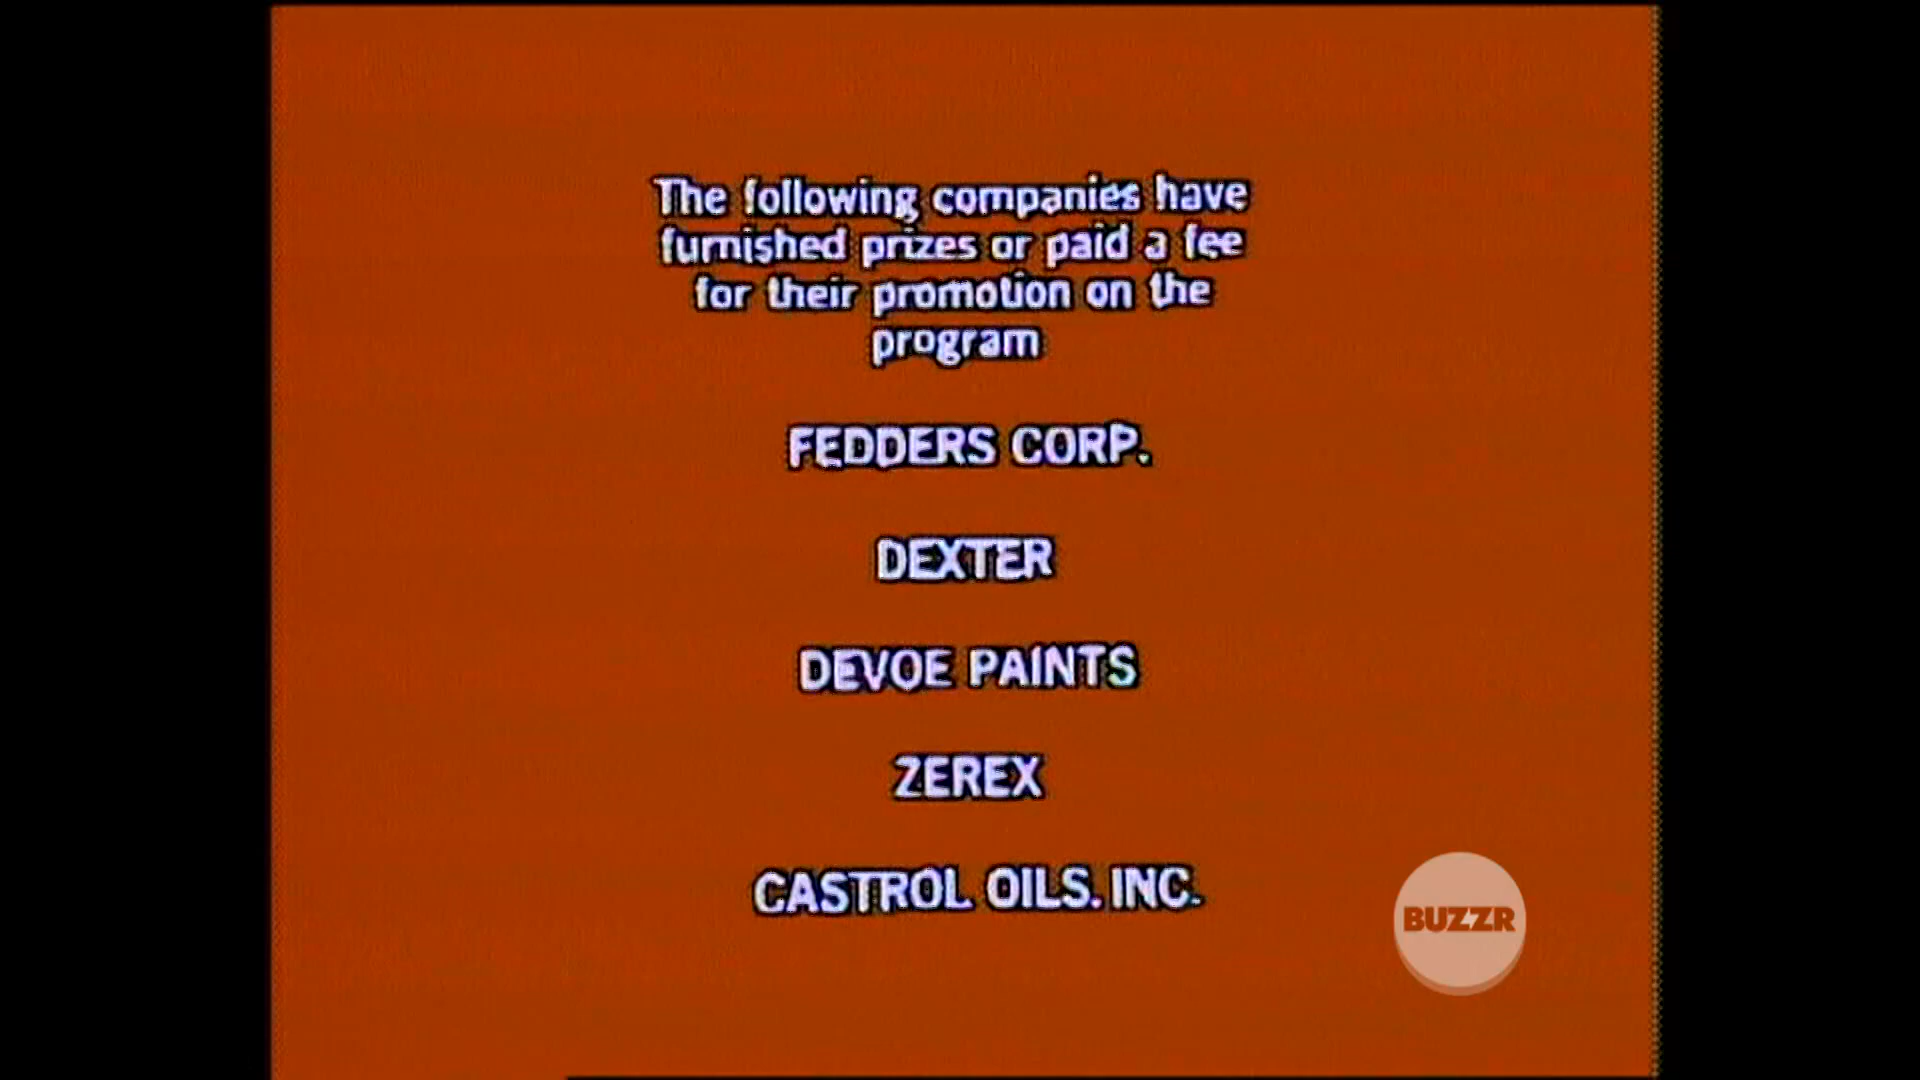 The following companies have
furnished prizes or paid a fee
for their promotion on the
program
FEDDERS CORP.
DEXTER
DEVOE PAINTS
ZEREX
CASTROL OILS. INC.
BUZZR